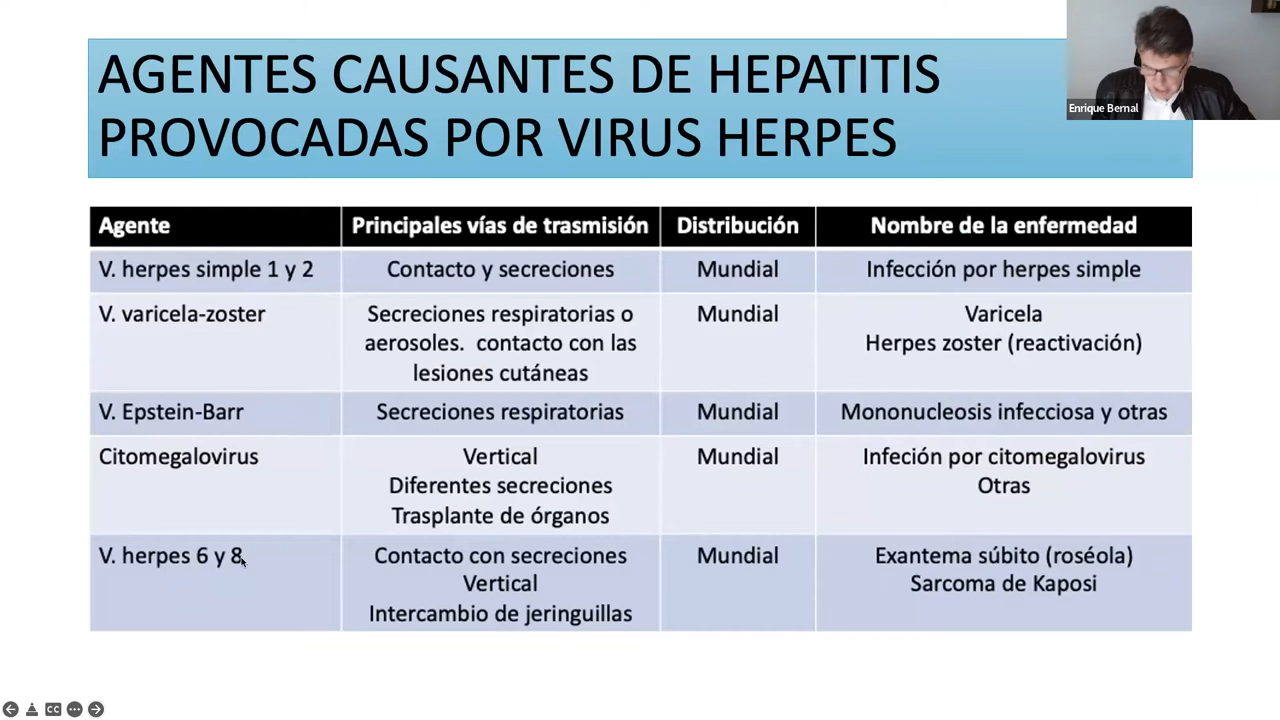 AGENTES CAUSANTES DE HEPATITIS
PROVOCADAS POR VIRUS HERPES
Enrique Bernal
Agente Principales vías de trasmisión Distribución Nombre de la enfermedad
V. herpes simple 1 y 2 Contacto y secreciones Mundial Infección por herpes simple
V. varicela-zoster Secreciones respiratorias o Mundial Varicela
aerosoles. contacto con las Herpes zoster (reactivación)
lesiones cutáneas
V. Epstein-Barr Secreciones respiratorias Mundial Mononucleosis infecciosa y otras
Citomegalovirus Vertical Mundial Infeción por citomegalovirus
Diferentes secreciones Otras
Trasplante de órganos
V. herpes 6 y 8 Contacto con secreciones Mundial Exantema súbito (roséola)
Vertical Sarcoma de Kaposi
Intercambio de jeringuillas
CC